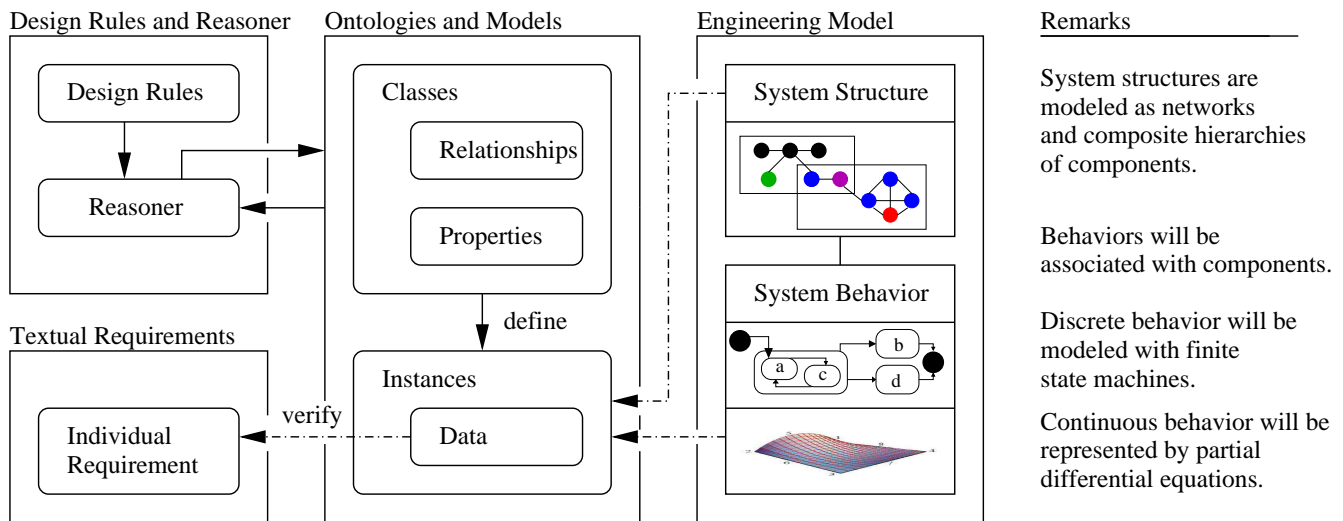 Design Rules and Reasoner
Design Rules
Reasoner
Textual Requirements
Individual
Requirement
verify
Ontologies and Models
Classes
Relationships
Properties
define
Instances
Data
Engineering Model
System Structure
System Behavior
a
c
b
d
Remarks
System structures are
modeled as networks
and composite hierarchies
of components.
Behaviors will be
associated with components.
Discrete behavior will be
modeled with finite
state machines.
Continuous behavior will be
represented by partial
differential equations.